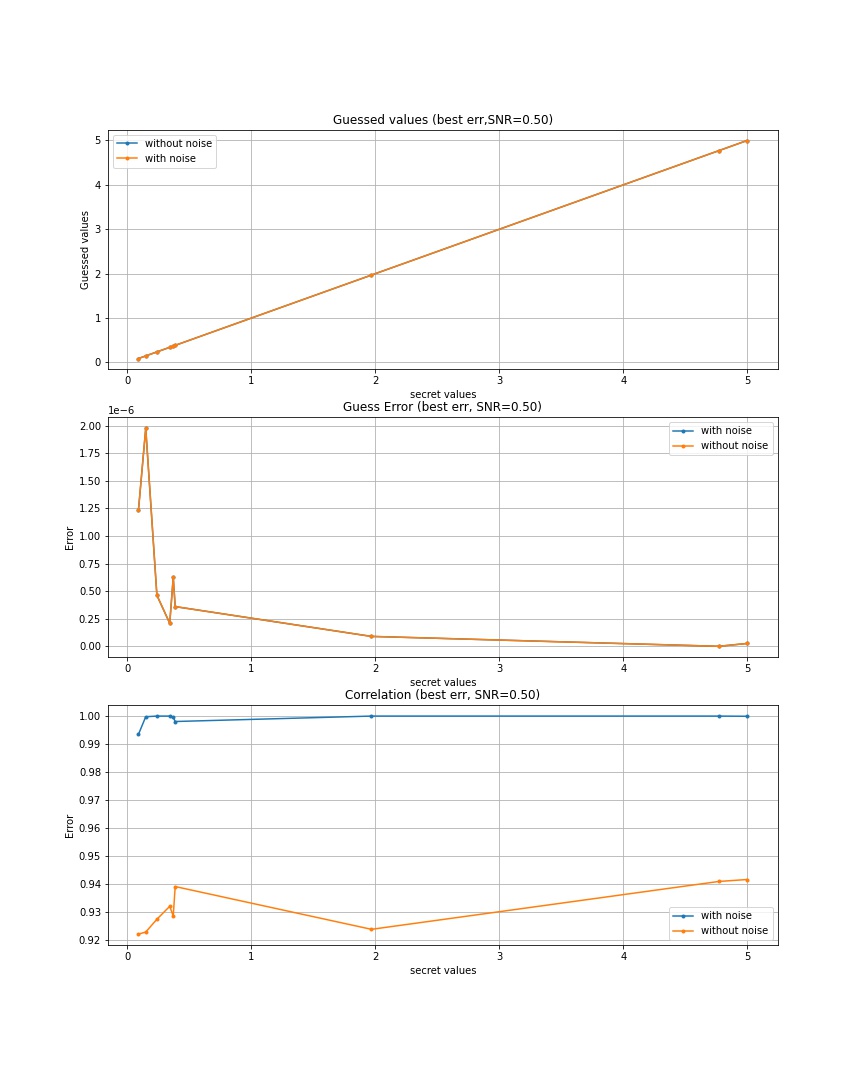 Guessed values (best err,SNR=0.50)
without noise
with noise
Guessed values
5
4
3
2
1
0
0 1 2 3 4 5
secret values
Guess Error (best err, SNR=0.50)
1e−6
with noise
without noise
Error
2.00
1.75
1.50
1.25
1.00
0.75
0.50
0.25
0.00
0 1 2 3 4 5
secret values
Correlation (best err, SNR=0.50)
Error
1.00
0.99
0.98
0.97
0.96
0.95
0.94
0.93
0.92
with noise
without noise
0 1 2 3 4 5
secret values